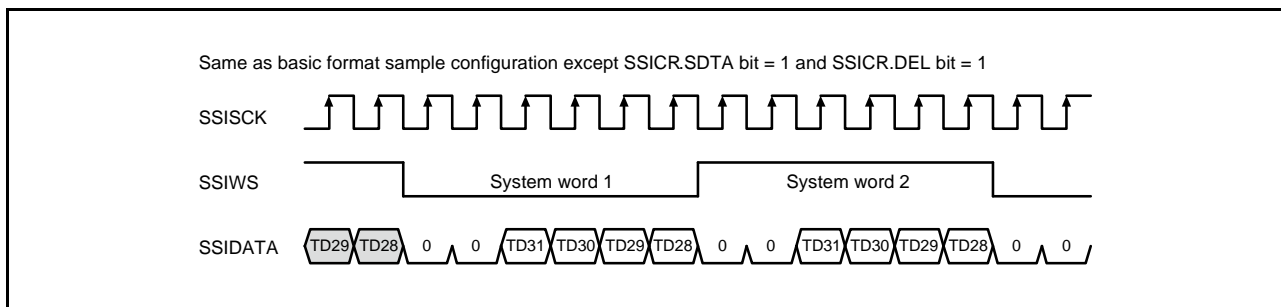 Same as basic format sample configuration except SSICR.SDTA bit = 1 and SSICR.DEL bit = 1
SSISCK
SSIWS System word 1 System word 2
SSIDATA TD29 TD28 0 0 TD31 TD30 TD29 TD28 0 0 TD31 TD30 TD29 TD28 0 0